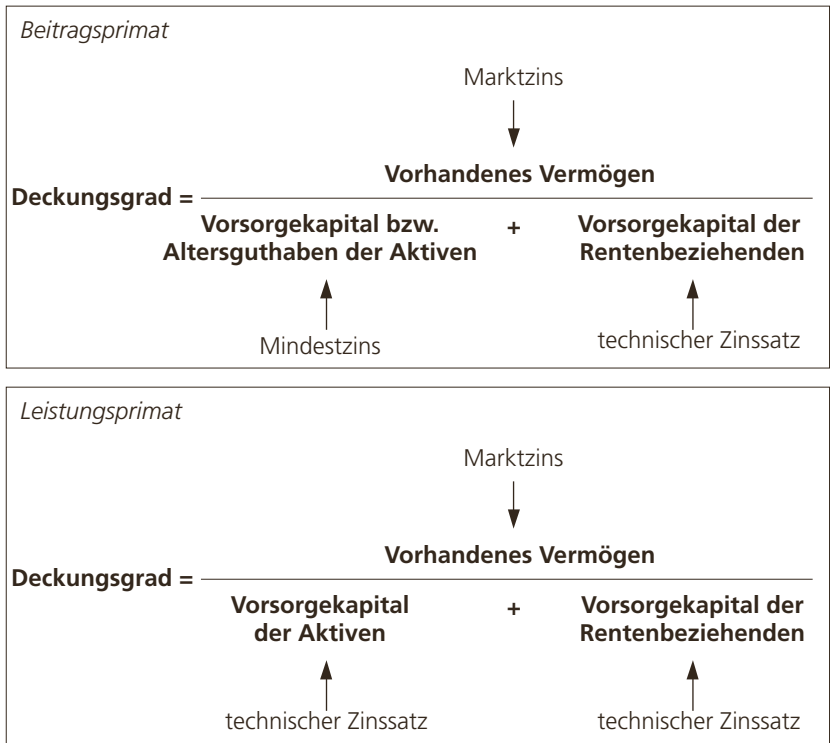 Beitragsprimat
Marktzins
Vorhandenes Vermögen
Deckungsgrad =
Vorsorgekapital bzw. + Vorsorgekapital der
Altersguthaben der Aktiven Rentenbeziehenden
Mindestzins technischer Zinssatz
Leistungsprimat
Marktzins
Vorhandenes Vermögen
Deckungsgrad =
Vorsorgekapital + Vorsorgekapital der
der Aktiven Rentenbeziehenden
technischer Zinssatz technischer Zinssatz